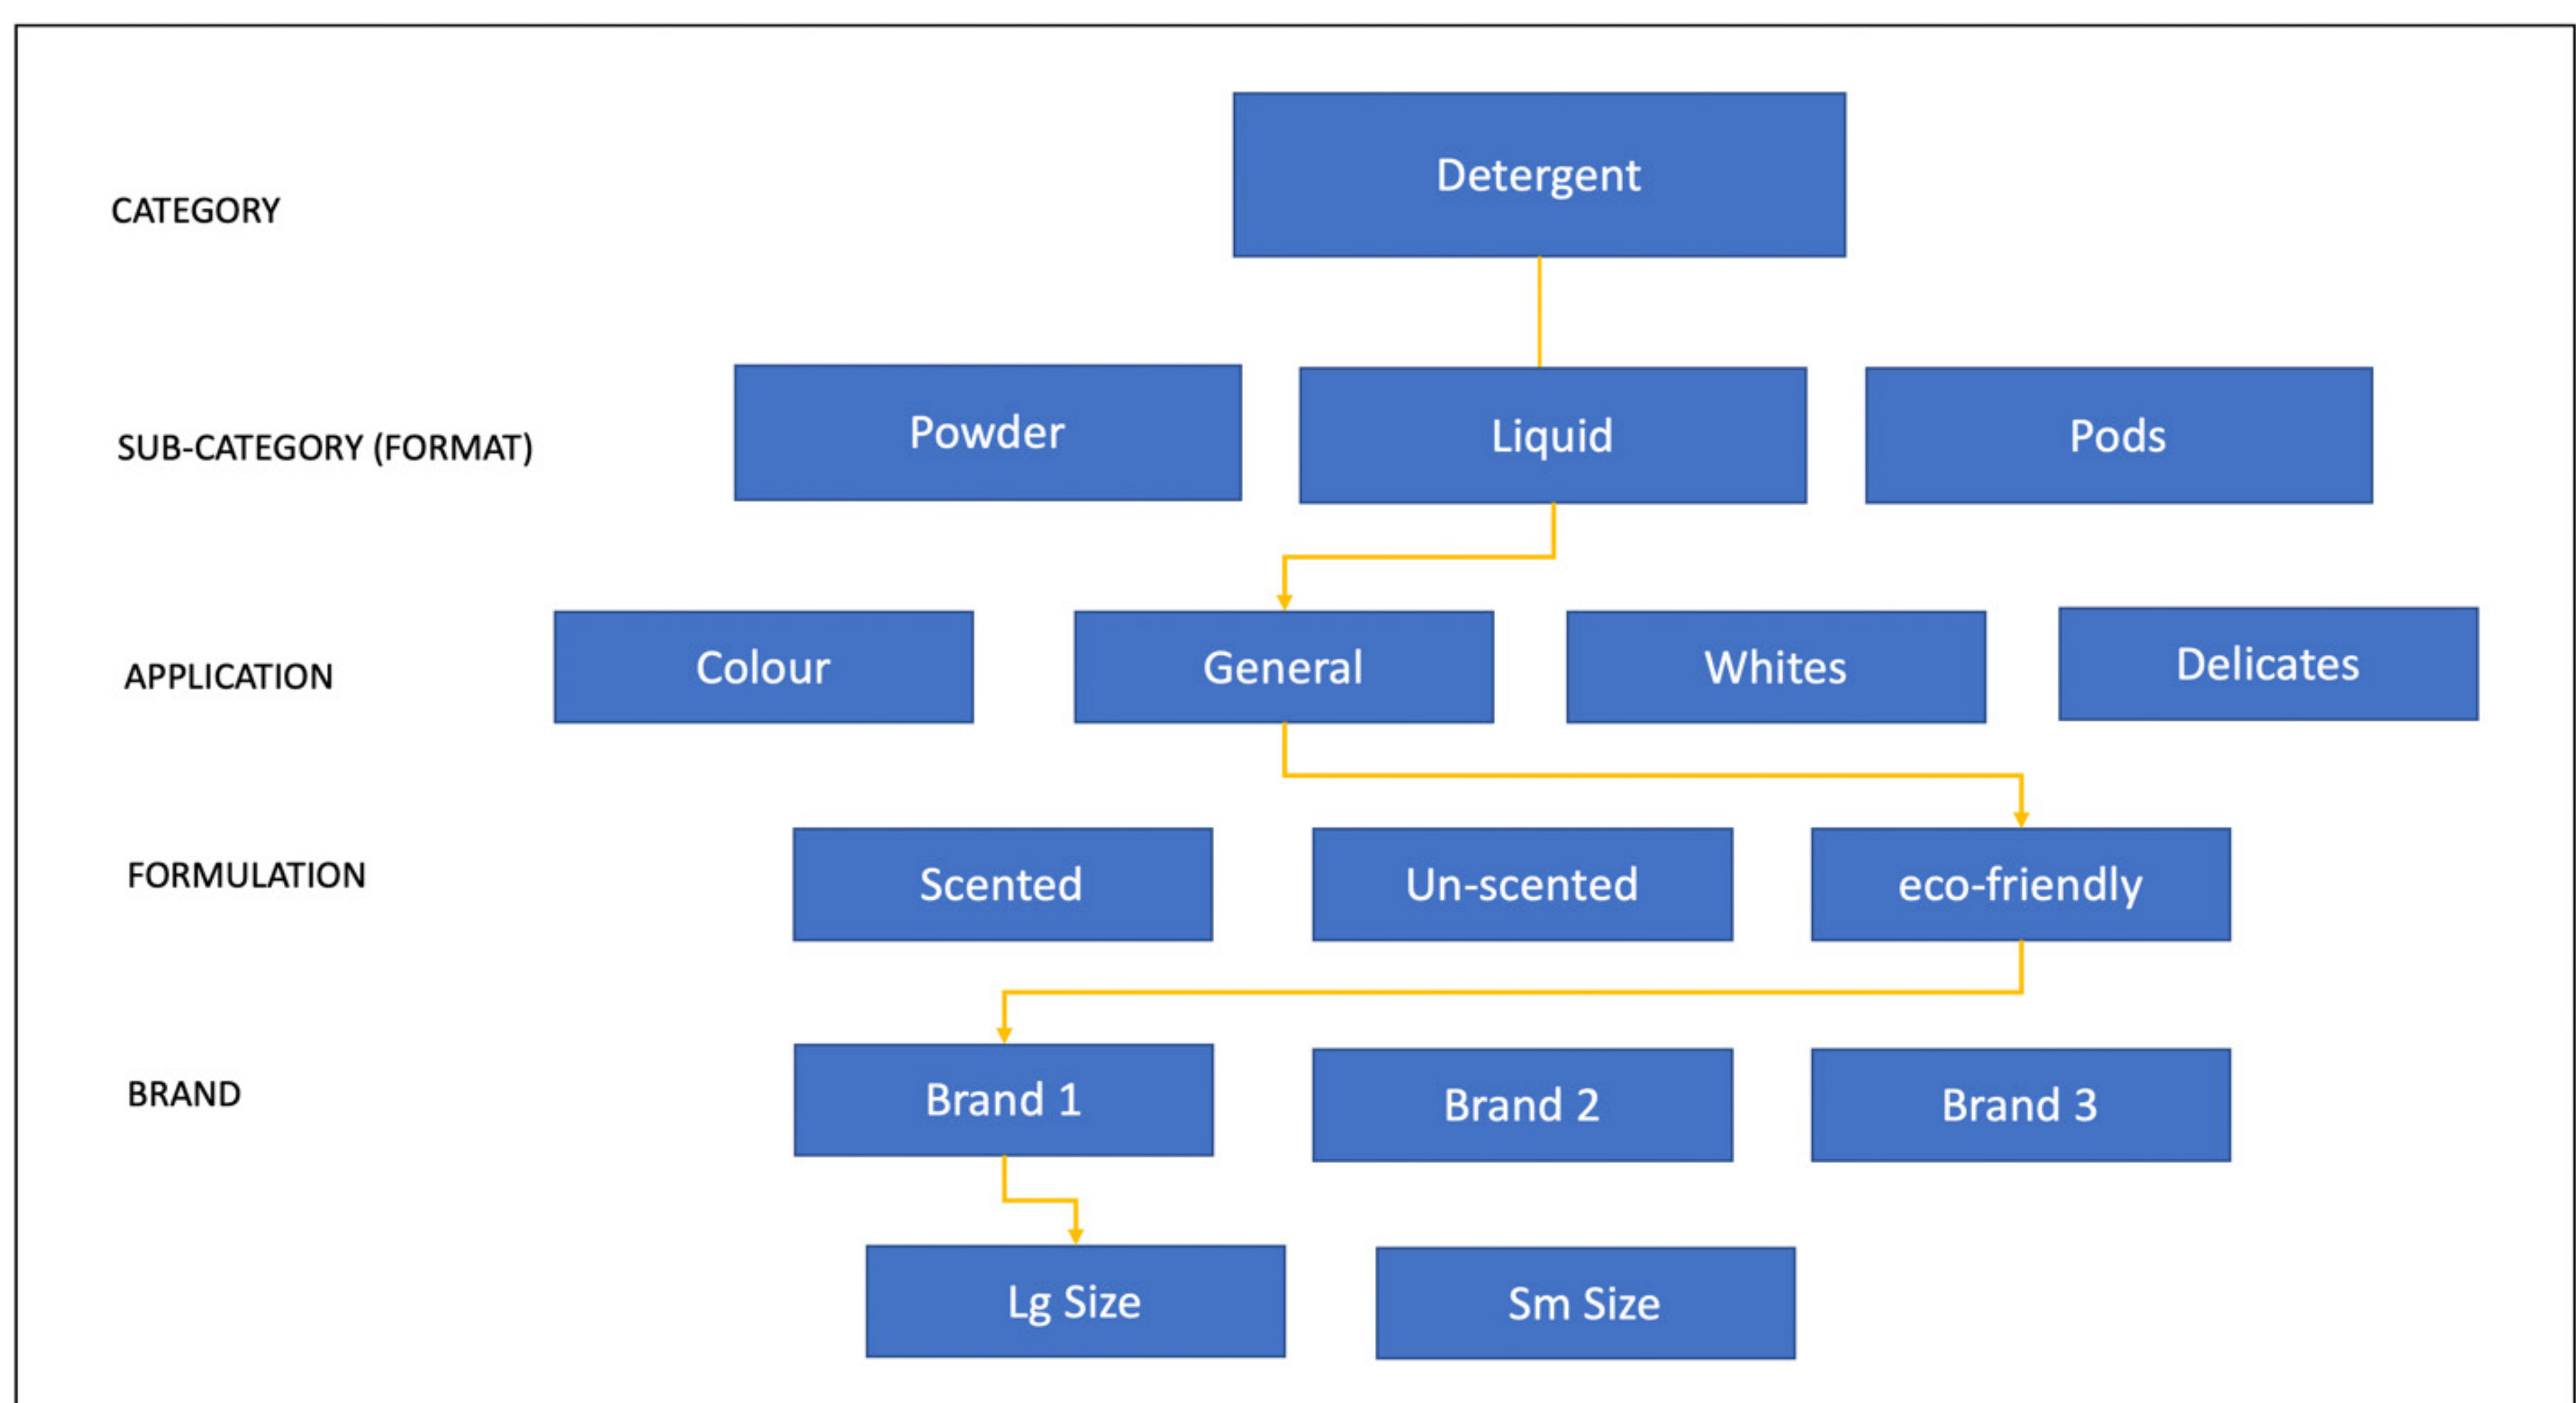 Detergent
CATEGORY
Powder
Liquid
Pods
SUB-CATEGORY (FORMAT)
Colour
General
Whites
Delicates
APPLICATION
Scented
Un-scented
eco-friendly
FORMULATION
Brand 1
Brand 2
Brand 3
BRAND
Lg Size
Sm Size